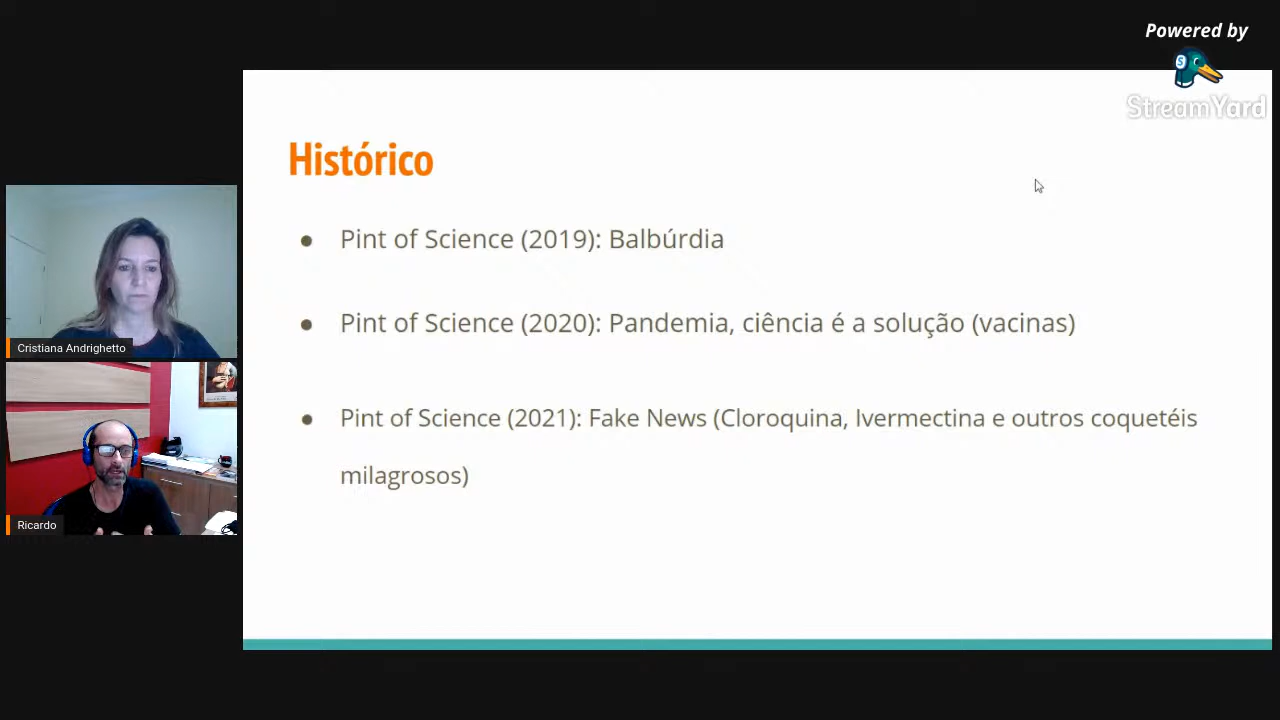 Powered by
StreamYard
Histórico
Pint of Science (2019): Balbúrdia
Pint of Science (2020): Pandemia, ciência é a solução (vacinas)
Pint of Science (2021): Fake News (Cloroquina, Ivermectina e outros coquetéis
milagrosos)
Cristiana Andrighetto
Ricardo